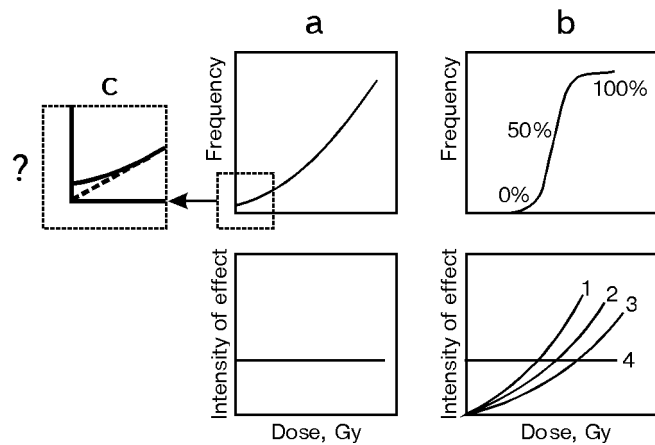 a
b
c
?
Frequency
Frequency
0%
50%
100%
Intensity of effect
Intensity of effect
1
2
3
4
Dose, Gy
Dose, Gy